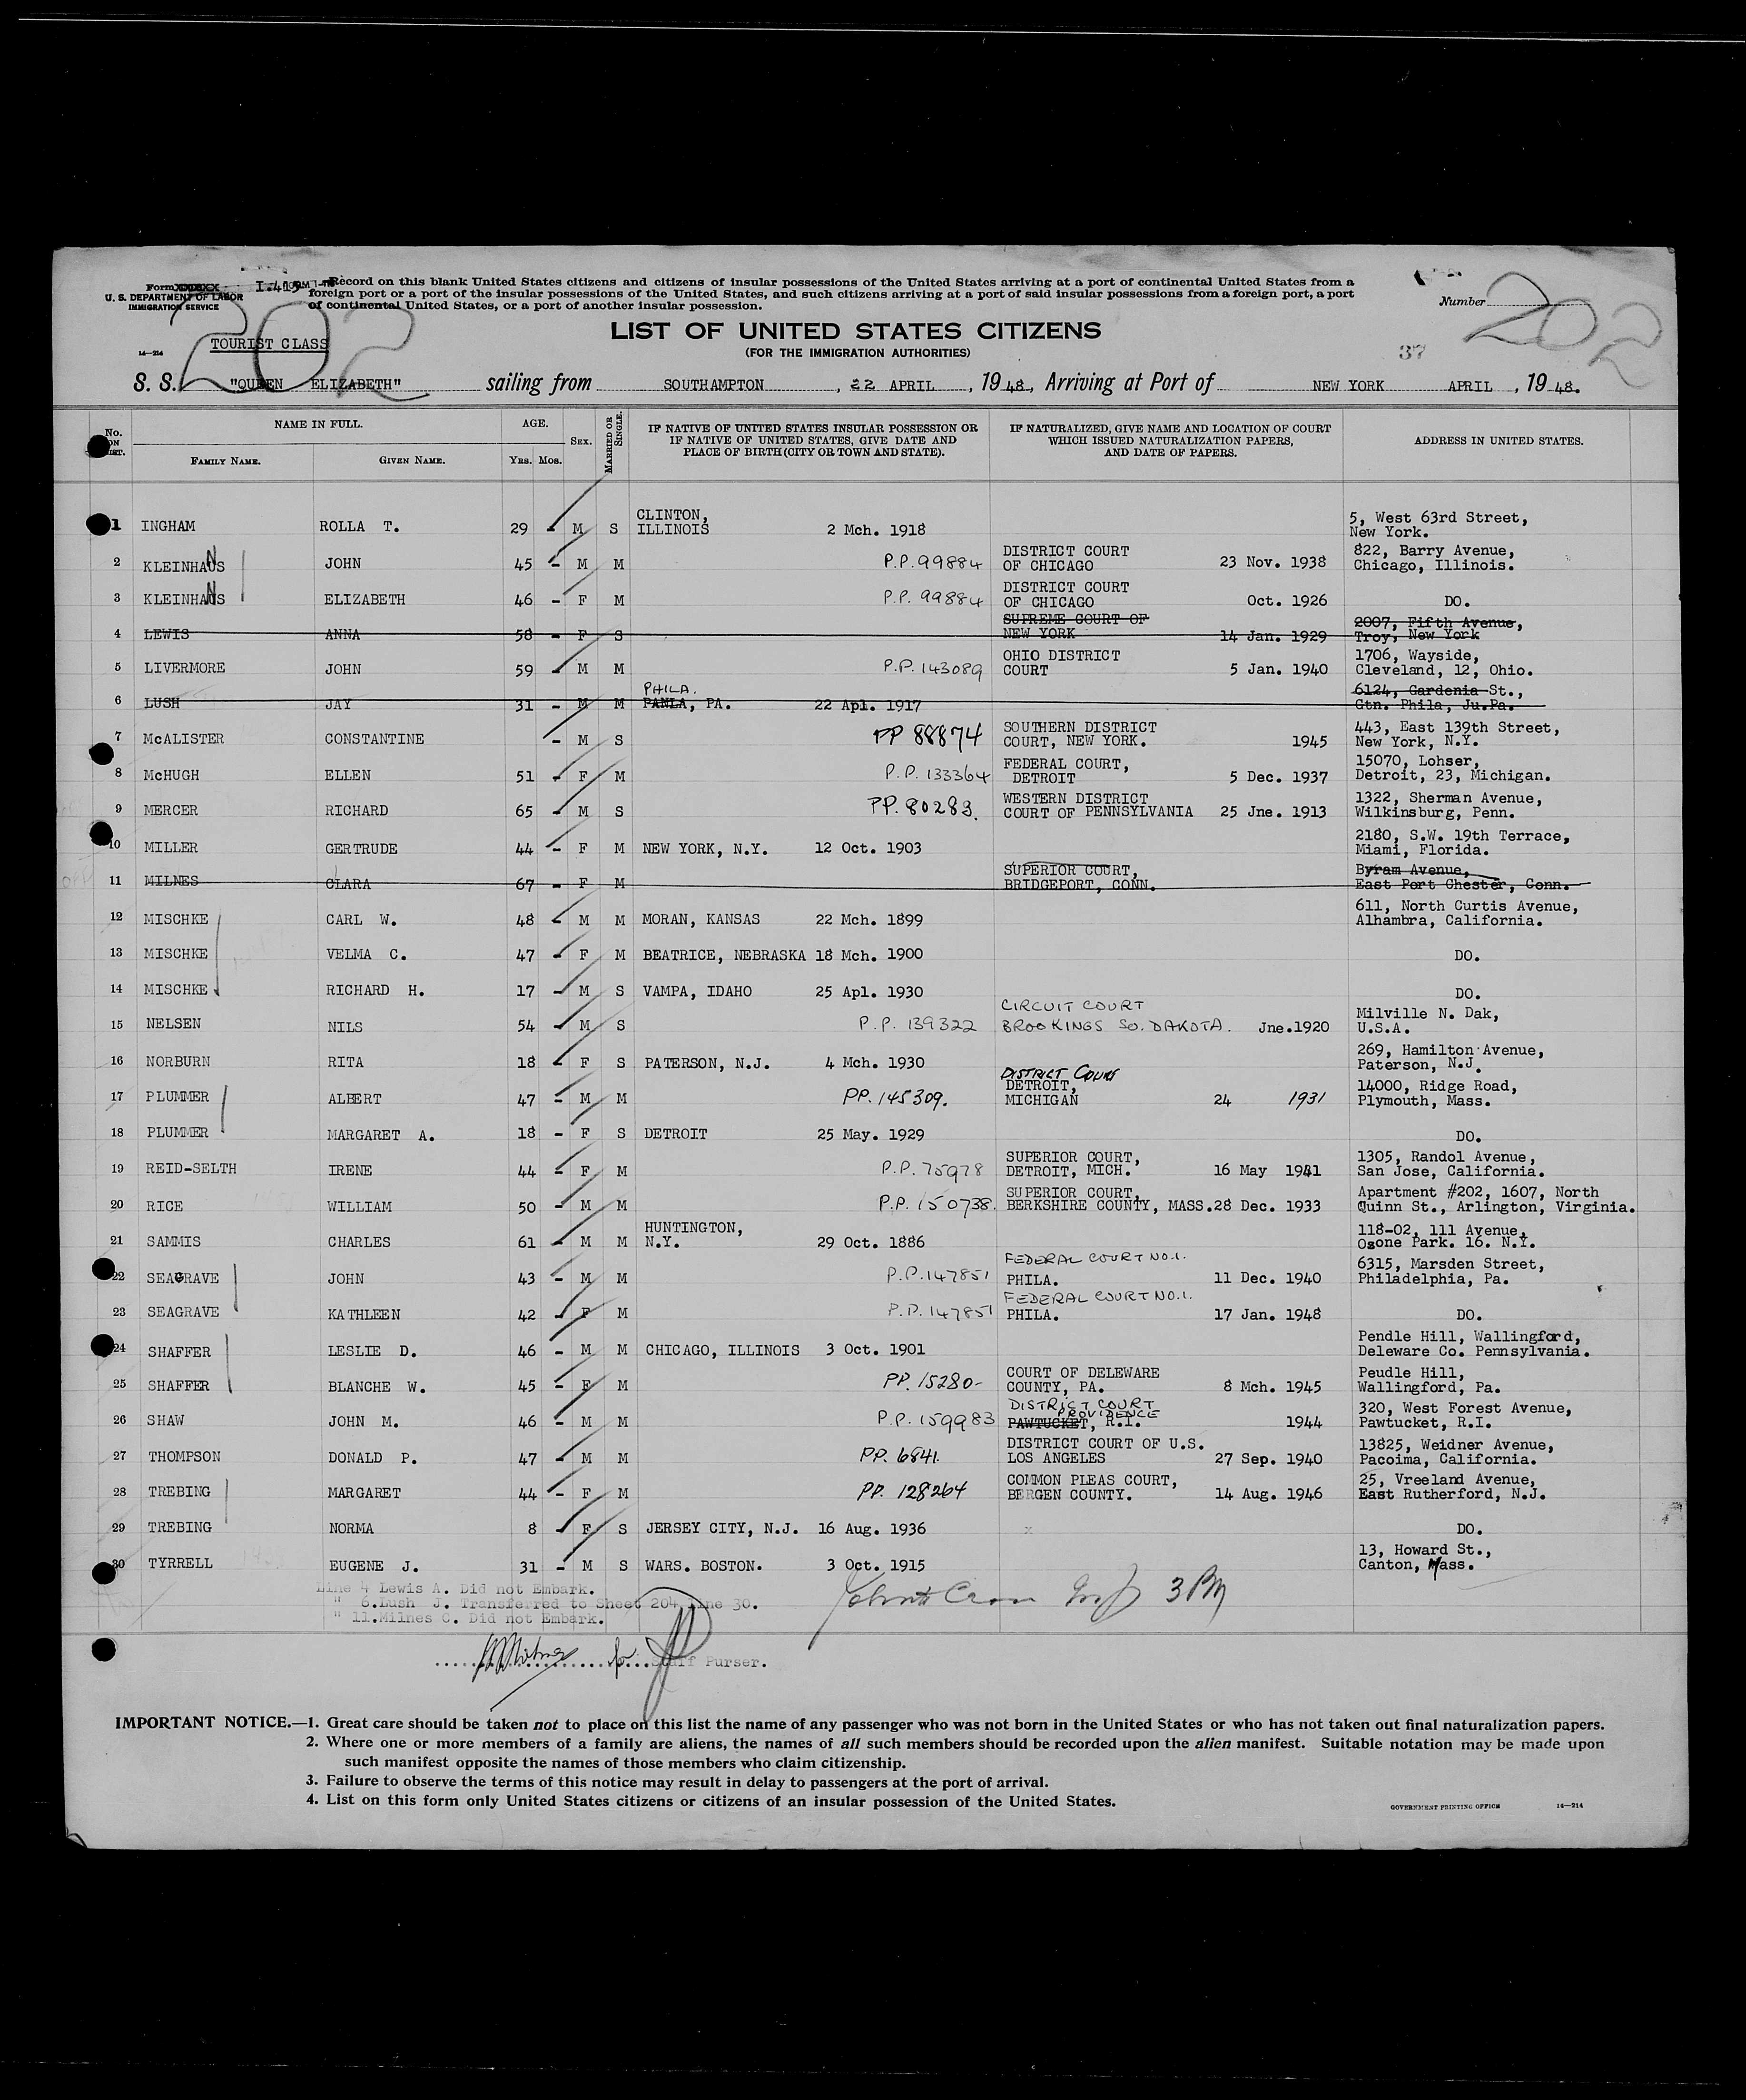 Form I-415
U. S. DEPARTMENT OF LABOR
IMMIGRATION SERVICE
Record on this blank United States citizens and citizens of insular possessions of the United States arriving at a port of continental United States from a
foreign port or a port of the insular possessions of the United States, and such citizens arriving at a port of said insular possessions from a foreign port, a port
of continental United States, or a port of another insular possession.
Number 202
202
TOURIST CLASS
LIST OF UNITED STATES CITIZENS
(FOR THE IMMIGRATION AUTHORITIES)
14—214
37
S. S. "QUEEN ELIZABETH" sailing from SOUTHAMPTON, 22 APRIL, 1948, Arriving at Port of NEW YORK APRIL, 1948.
No. ON LIST. NAME IN FULL. AGE. SEX. MARRIED OR SINGLE. IF NATIVE OF UNITED STATES INSULAR POSSESSION OR IF NATIVE OF UNITED STATES, GIVE DATE AND PLACE OF BIRTH (CITY OR TOWN AND STATE). IF NATURALIZED, GIVE NAME AND LOCATION OF COURT WHICH ISSUED NATURALIZATION PAPERS, AND DATE OF PAPERS. ADDRESS IN UNITED STATES.
FAMILY NAME. GIVEN NAME. Yrs. Mos.
1 INGHAM ROLLA T. 29 - M S CLINTON, ILLINOIS 2 Mch. 1918 5, West 63rd Street, New York.
2 KLEINHANS JOHN 45 - M M P.P. 99884 DISTRICT COURT OF CHICAGO 23 Nov. 1938 822, Barry Avenue, Chicago, Illinois.
3 KLEINHANS ELIZABETH 46 - F M P.P. 99884 DISTRICT COURT OF CHICAGO Oct. 1926 DO.
4 LEWIS ANNA 58 - F S SUPREME COURT OF NEW YORK 14 Jan. 1929 2007, Fifth Avenue, Troy, New York
5 LIVERMORE JOHN 59 - M M P.P. 143089 OHIO DISTRICT COURT 5 Jan. 1940 1706, Wayside, Cleveland, 12, Ohio.
6 LUSH JAY 31 - M M PHILA. PANLA, PA. 22 Apl. 1917 6124, Gardenia St., Gtn. Phila, Ju.Pa.
7 McALISTER CONSTANTINE - M S PP 88874 SOUTHERN DISTRICT COURT, NEW YORK. 1945 443, East 139th Street, New York, N.Y.
8 McHUGH ELLEN 51 - F M P.P. 133364 FEDERAL COURT, DETROIT 5 Dec. 1937 15070, Lohser, Detroit, 23, Michigan.
9 MERCER RICHARD 65 - M S PP. 80283. WESTERN DISTRICT COURT OF PENNSYLVANIA 25 Jne. 1913 1322, Sherman Avenue, Wilkinsburg, Penn.
10 MILLER GERTRUDE 44 - F M NEW YORK, N.Y. 12 Oct. 1903 2180, S.W. 19th Terrace, Miami, Florida.
11 MILNES CLARA 67 - F M SUPERIOR COURT, BRIDGEPORT, CONN. Byram Avenue, East Port Chester, Conn.
12 MISCHKE CARL W. 48 - M M MORAN, KANSAS 22 Mch. 1899 611, North Curtis Avenue, Alhambra, California.
13 MISCHKE VELMA C. 47 - F M BEATRICE, NEBRASKA 18 Mch. 1900 DO.
14 MISCHKE RICHARD H. 17 - M S VAMPA, IDAHO 25 Apl. 1930 DO.
15 NELSEN NILS 54 - M S P.P. 139322 CIRCUIT COURT BROOKINGS SO. DAKOTA. Jne.1920 Milville N. Dak, U.S.A.
16 NORBURN RITA 18 - F S PATERSON, N.J. 4 Mch. 1930 269, Hamilton Avenue, Paterson, N.J.
17 PLUMMER ALBERT 47 - M M PP. 145309. DISTRICT COURT DETROIT, MICHIGAN 24 1931 14000, Ridge Road, Plymouth, Mass.
18 PLUMMER MARGARET A. 18 - F S DETROIT 25 May. 1929 DO.
19 REID-SELTH IRENE 44 - F M P.P. 75978 SUPERIOR COURT, DETROIT, MICH. 16 May 1941 1305, Randol Avenue, San Jose, California.
20 RICE WILLIAM 50 - M M P.P. 150738. SUPERIOR COURT, BERKSHIRE COUNTY, MASS. 28 Dec. 1933 Apartment #202, 1607, North Quinn St., Arlington, Virginia.
21 SAMMIS CHARLES 61 - M M HUNTINGTON, N.Y. 29 Oct. 1886 118-02, 111 Avenue, Osone Park. 16. N.Y.
22 SEAGRAVE JOHN 43 - M M P.P. 147851 FEDERAL COURT NO.1. PHILA. 11 Dec. 1940 6315, Marsden Street, Philadelphia, Pa.
23 SEAGRAVE KATHLEEN 42 - F M P.P. 147851 FEDERAL COURT NO.1. PHILA. 17 Jan. 1948 DO.
24 SHAFFER LESLIE D. 46 - M M CHICAGO, ILLINOIS 3 Oct. 1901 Pendle Hill, Wallingford, Deleware Co. Pennsylvania.
25 SHAFFER BLANCHE W. 45 - F M PP. 15280- COURT OF DELEWARE COUNTY, PA. 8 Mch. 1945 Peudle Hill, Wallingford, Pa.
26 SHAW JOHN M. 46 - M M P.P. 159983 DISTRICT COURT PROVIDENCE PAWTUCKET, R.I. 1944 320, West Forest Avenue, Pawtucket, R.I.
27 THOMPSON DONALD P. 47 - M M PP. 6841. DISTRICT COURT OF U.S. LOS ANGELES 27 Sep. 1940 13825, Weidner Avenue, Pacoima, California.
28 TREBING MARGARET 44 - F M PP. 128264 COMMON PLEAS COURT, BERGEN COUNTY. 14 Aug. 1946 25, Vreeland Avenue, East Rutherford, N.J.
29 TREBING NORMA 8 - F S JERSEY CITY, N.J. 16 Aug. 1936 DO.
30 TYRRELL EUGENE J. 31 - M S WARS. BOSTON. 3 Oct. 1915 13, Howard St., Canton, Mass.
Line 4 Lewis A. Did not Embark.
" 6.Lush J. Transferred to Sheet 204 Line 30.
" 11.Milnes C. Did not Embark.
3 PM
for Staff Purser.
IMPORTANT NOTICE.—1. Great care should be taken not to place on this list the name of any passenger who was not born in the United States or who has not taken out final naturalization papers.
2. Where one or more members of a family are aliens, the names of all such members should be recorded upon the alien manifest. Suitable notation may be made upon
such manifest opposite the names of those members who claim citizenship.
3. Failure to observe the terms of this notice may result in delay to passengers at the port of arrival.
4. List on this form only United States citizens or citizens of an insular possession of the United States.
GOVERNMENT PRINTING OFFICE 14—214